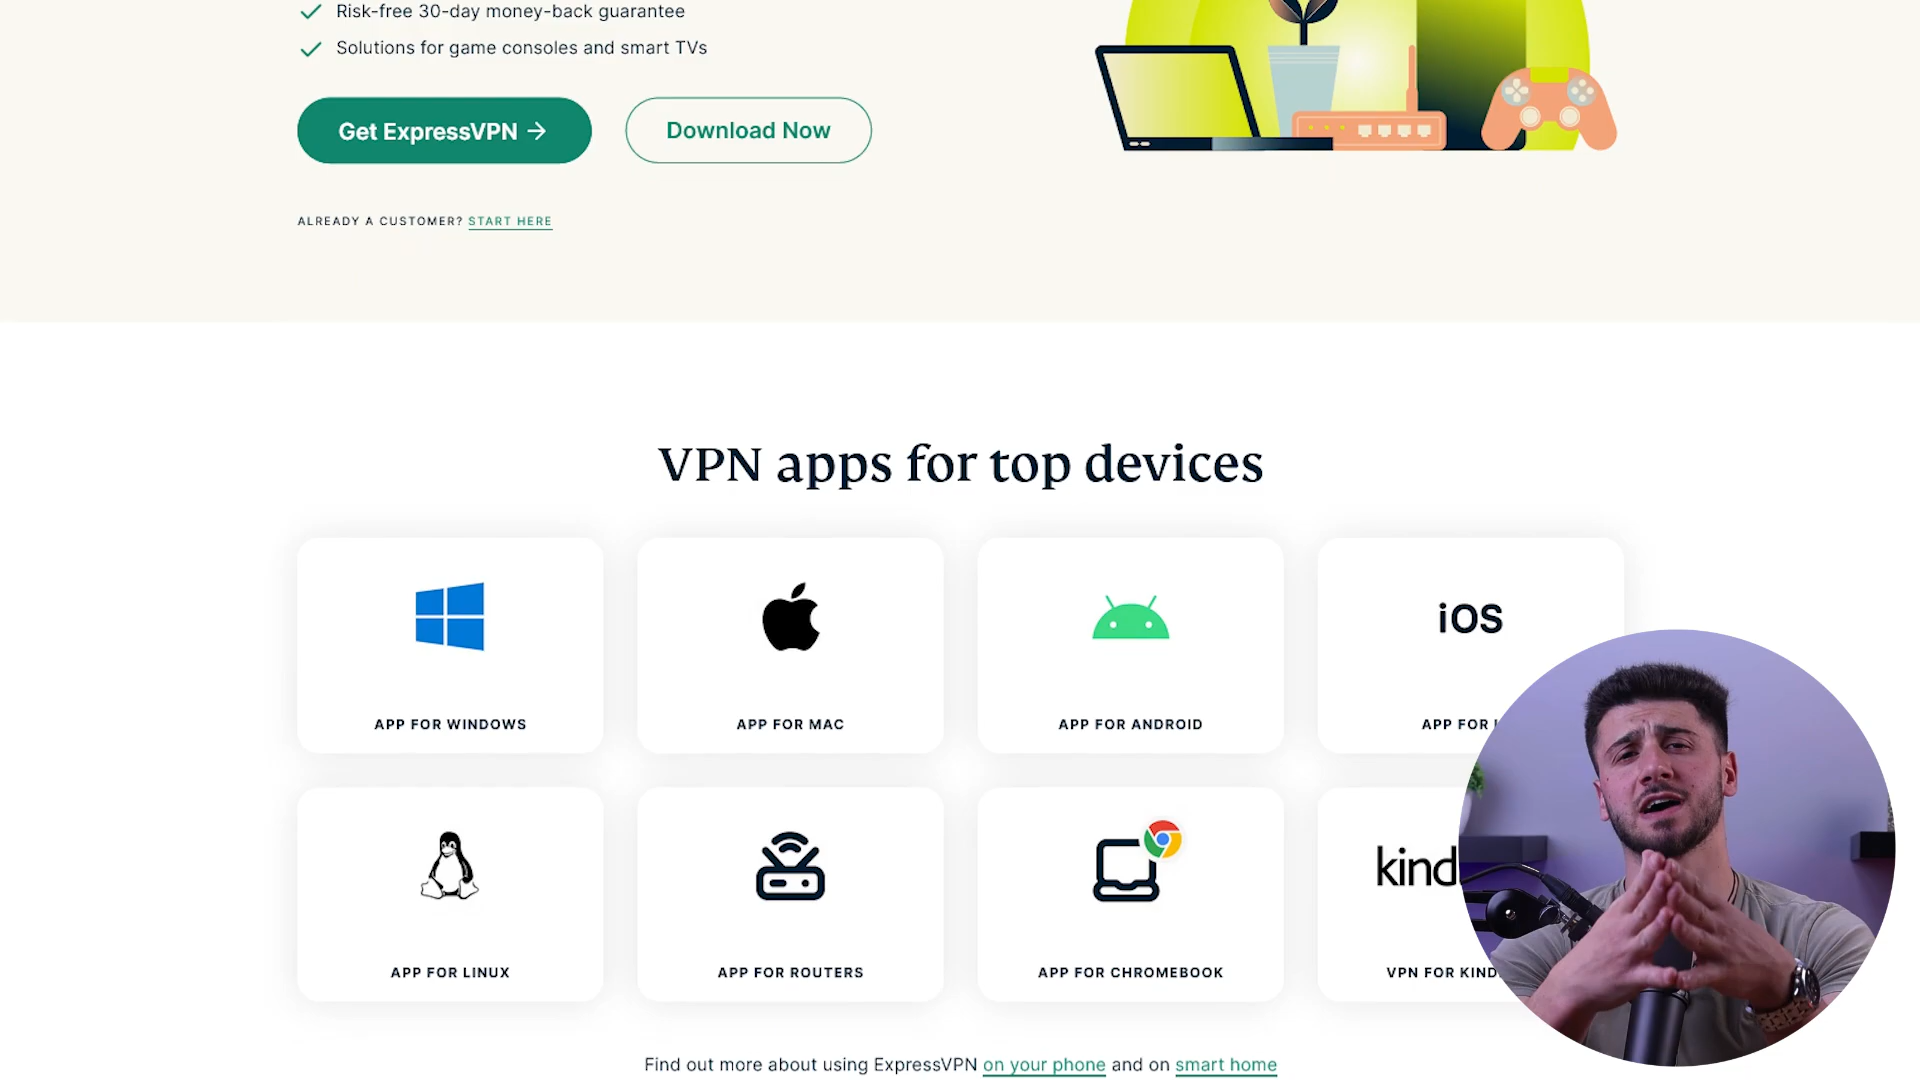 Risk-free 30-day money-back guarantee
Solutions for game consoles and smart TVs
Get ExpressVPN →
Download Now
ALREADY A CUSTOMER? START HERE
VPN apps for top devices
iOS
APP FOR WINDOWS
APP FOR MAC
APP FOR ANDROID
APP FOR
kind
APP FOR LINUX
APP FOR ROUTERS
APP FOR CHROMEBOOK
VPN FOR KIND
Find out more about using ExpressVPN on your phone and on smart home